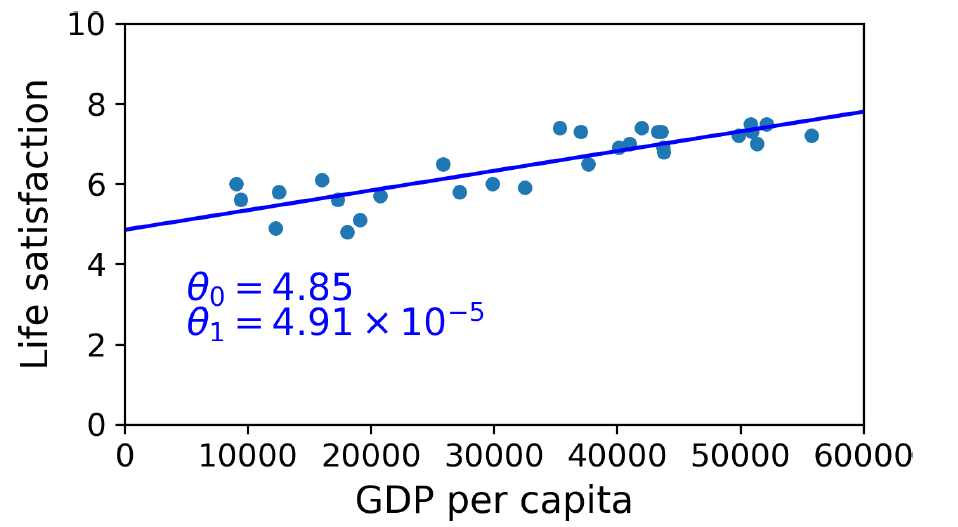 10
8
6
4
2
0
Life satisfaction
θ₀ = 4.85
θ₁ = 4.91 × 10⁻⁵
0 10000 20000 30000 40000 50000 60000
GDP per capita